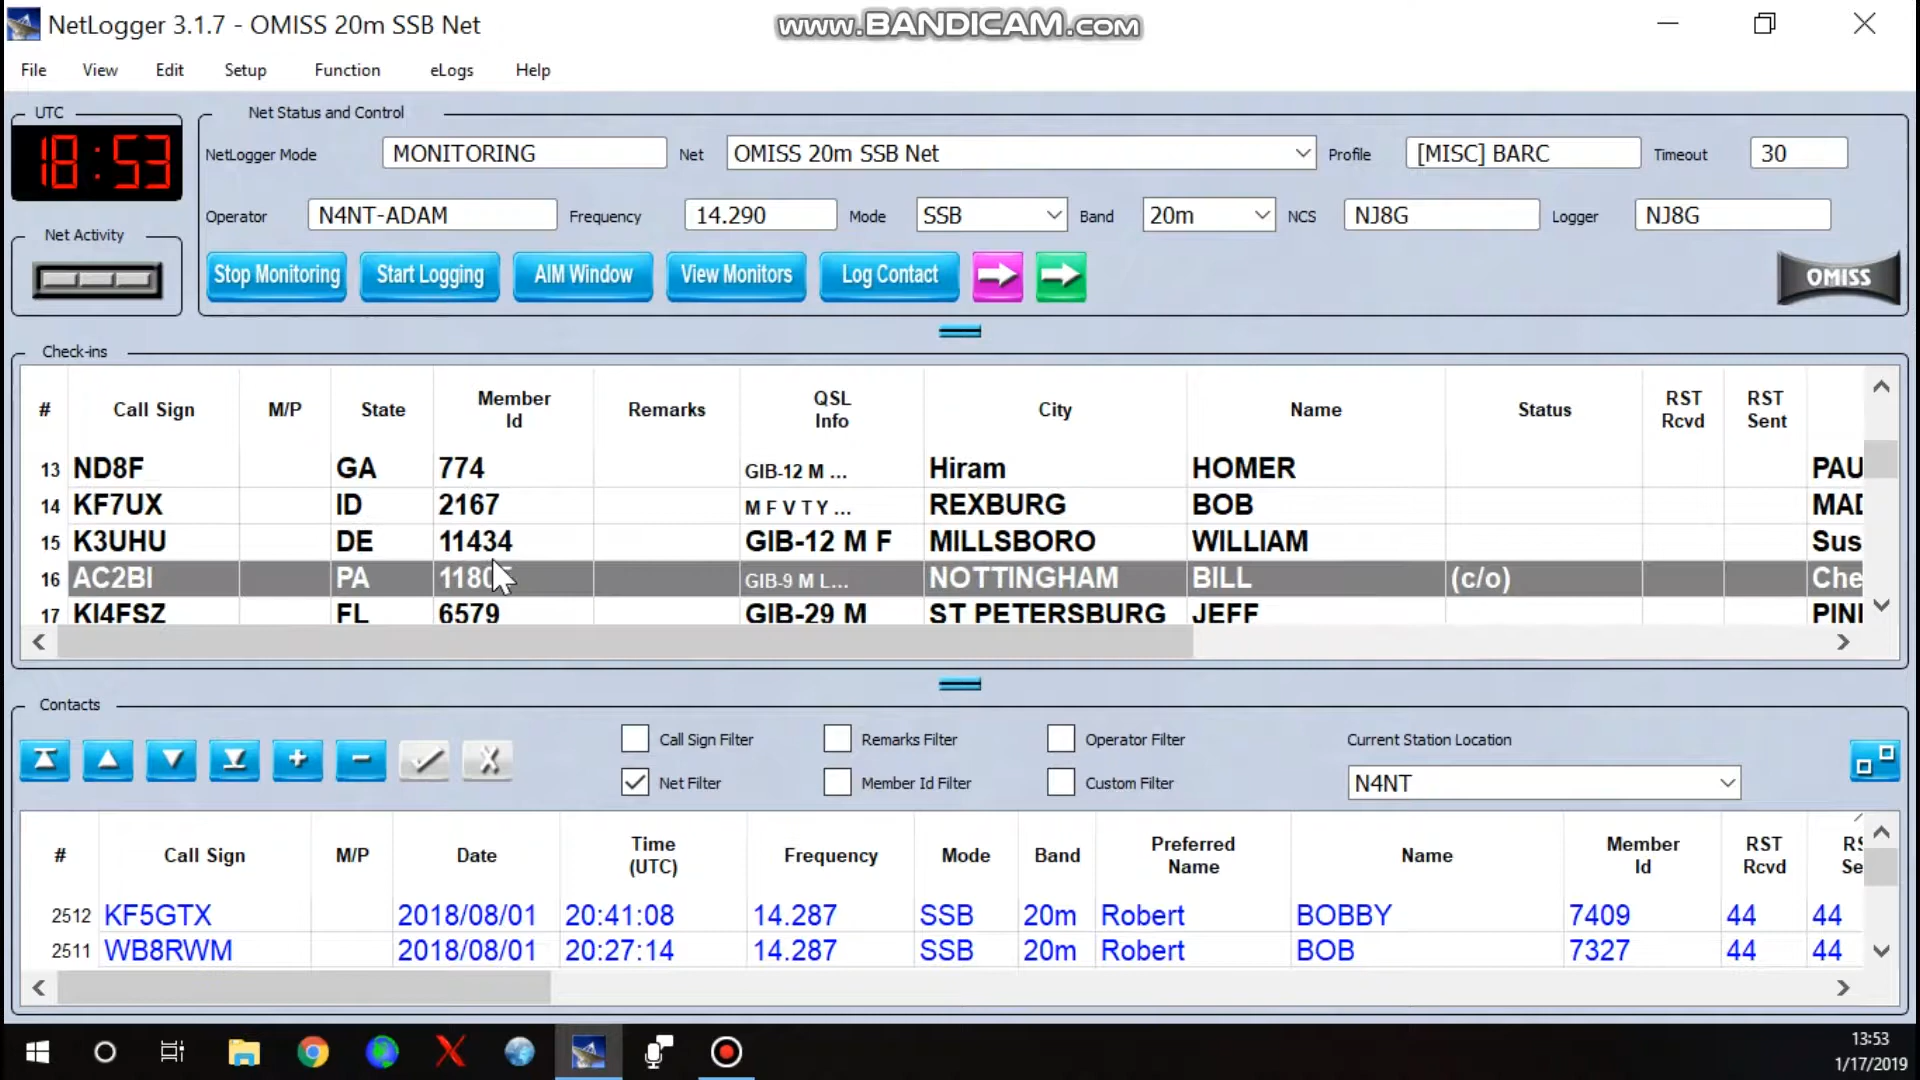 NetLogger 3.1.7 - OMISS 20m SSB Net
www.BANDICAM.com
File View Edit Setup Function eLogs Help
UTC Net Status and Control
18:53
NetLogger Mode MONITORING Net OMISS 20m SSB Net Profile [MISC] BARC Timeout 30
Operator N4NT-ADAM Frequency 14.290 Mode SSB Band 20m NCS NJ8G Logger NJ8G
Net Activity
Stop Monitoring Start Logging AIM Window View Monitors Log Contact OMISS
Check-ins
# Call Sign M/P State Member Id Remarks QSL Info City Name Status RST Rcvd RST Sent
13 ND8F GA 774 GIB-12 M ... Hiram HOMER PAU
14 KF7UX ID 2167 M F V T Y ... REXBURG BOB MAD
15 K3UHU DE 11434 GIB-12 M F MILLSBORO WILLIAM Sus
16 AC2BI PA GIB-9 M L... NOTTINGHAM BILL (c/o) Che
17 KI4FSZ FL 6579 GIB-29 M ST PETERSBURG JEFF
Contacts
Call Sign Filter Remarks Filter Operator Filter Current Station Location
Net Filter Member Id Filter Custom Filter N4NT
# Call Sign M/P Date Time (UTC) Frequency Mode Band Preferred Name Name Member Id RST Rcvd RS Se
2512 KF5GTX 2018/08/01 20:41:08 14.287 SSB 20m Robert BOBBY 7409 44 44
2511 WB8RWM 2018/08/01 20:27:14 14.287 SSB 20m Robert BOB 7327 44 44
13:53
1/17/2019